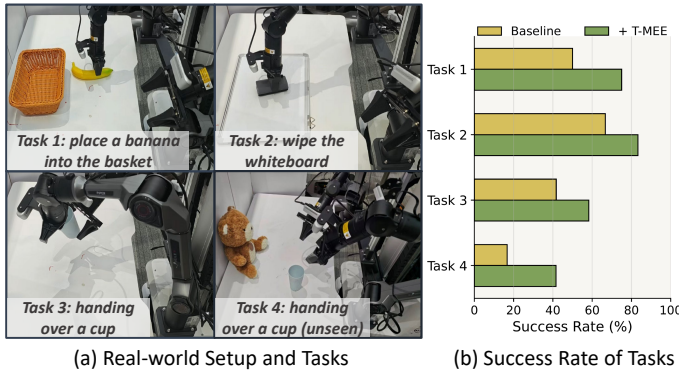 Task 1: place a banana
into the basket
Task 2: wipe the
whiteboard
Task 3: handing
over a cup
Task 4: handing
over a cup (unseen)
(a) Real-world Setup and Tasks
Baseline
+ T-MEE
Task 1
Task 2
Task 3
Task 4
0 20 40 60 80 100
Success Rate (%)
(b) Success Rate of Tasks